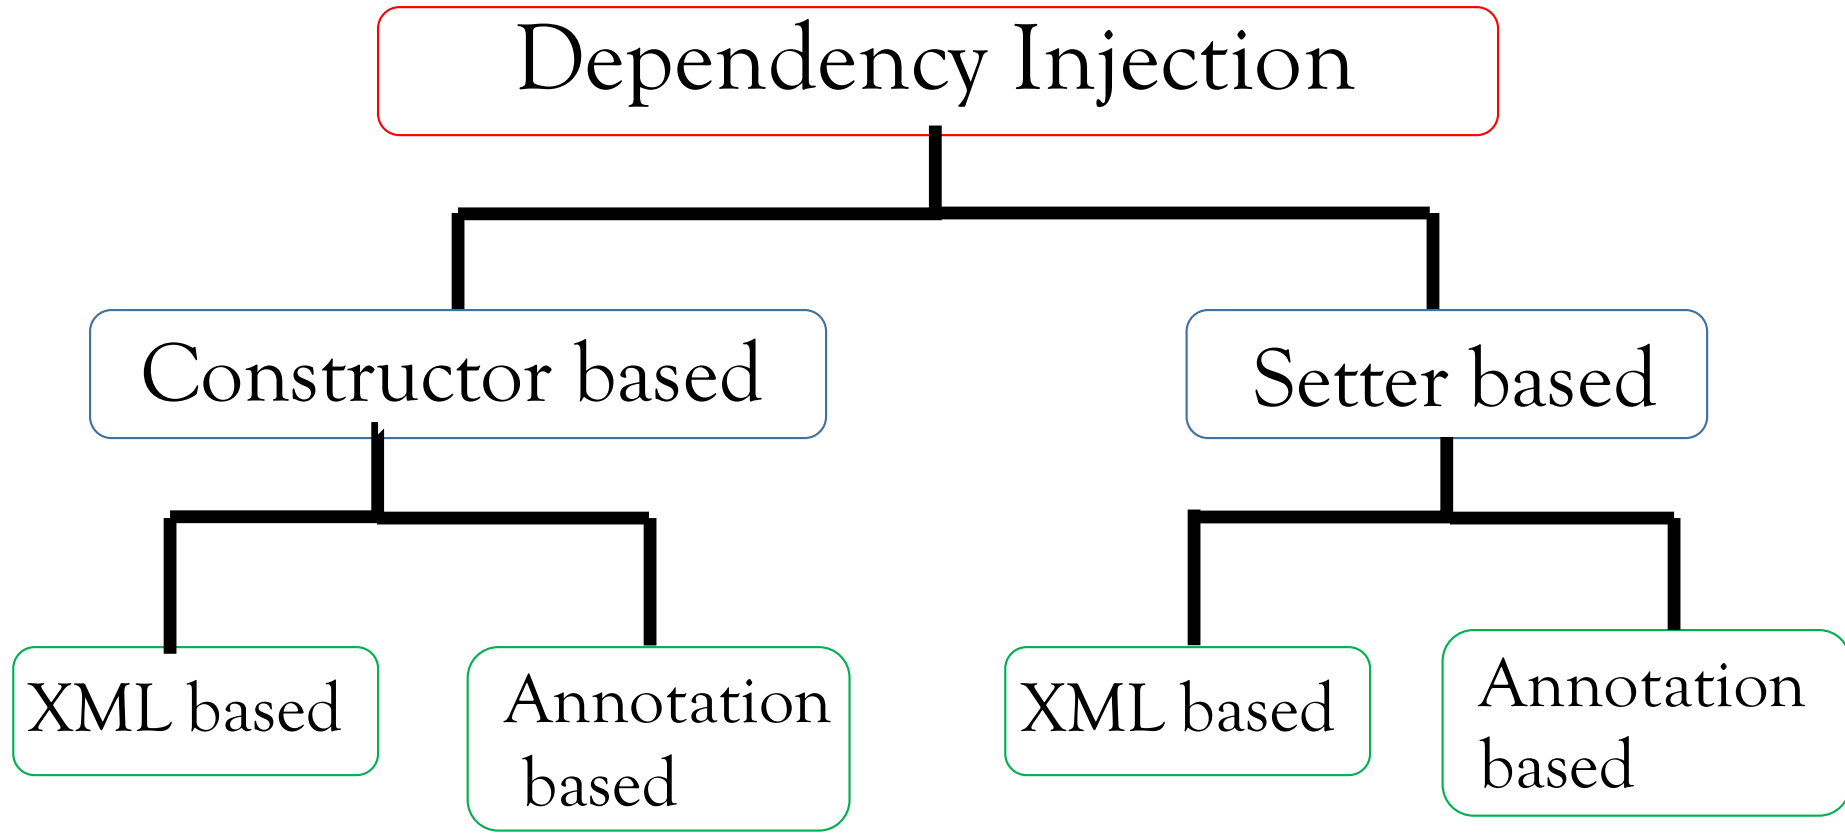 Dependency Injection
Constructor based
Setter based
XML based
Annotation
based
XML based
Annotation
based